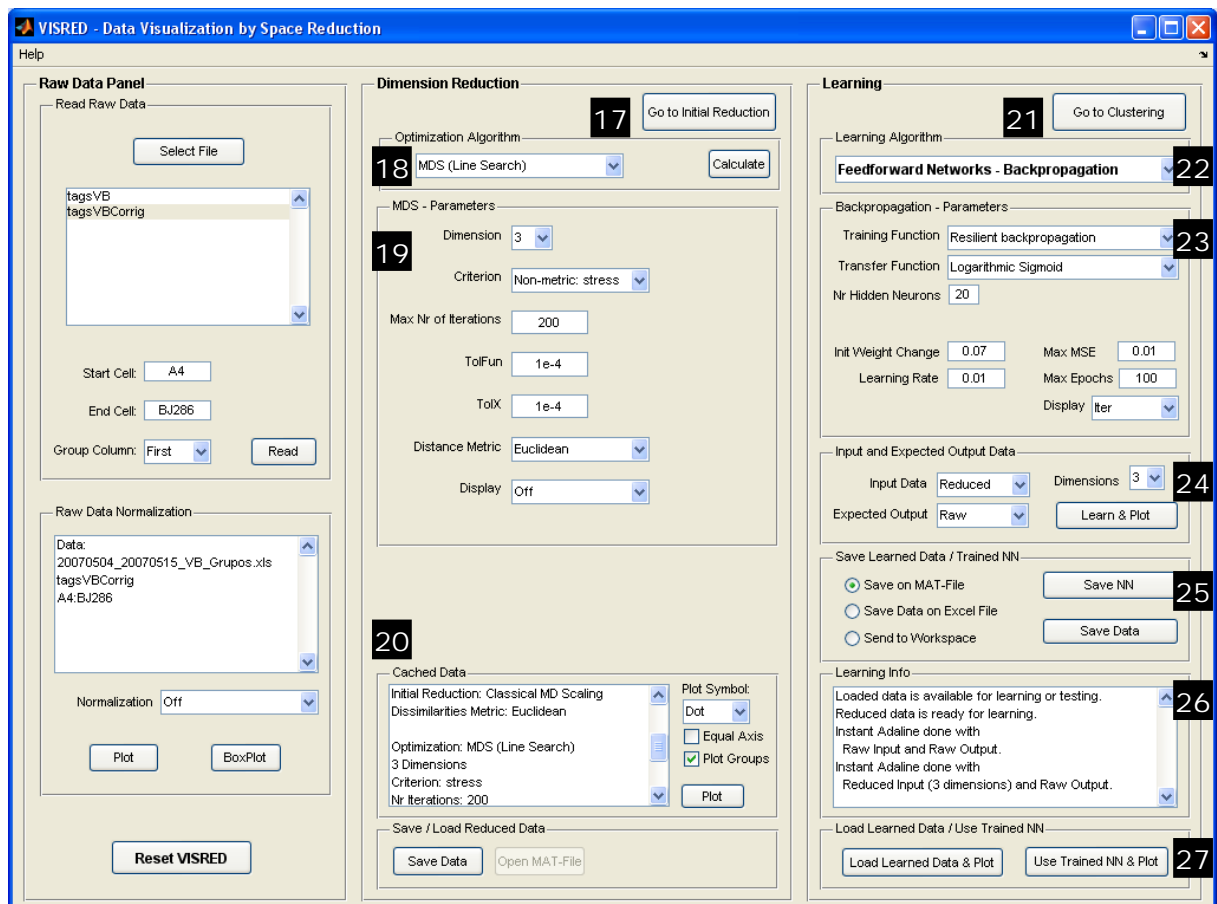 VISRED - Data Visualization by Space Reduction
Help
Raw Data Panel
Read Raw Data
Select File
tagsVB
tagsVBCorrig
Start Cell: A4
End Cell: BJ286
Group Column: First
Read
Raw Data Normalization
Data:
20070504_20070515_VB_Grupos.xls
tagsVBCorrig
A4:BJ286
Normalization Off
Plot
BoxPlot
Reset VISRED
Dimension Reduction
17
Go to Initial Reduction
Optimization Algorithm
18
MDS (Line Search)
Calculate
MDS - Parameters
19
Dimension 3
Criterion Non-metric: stress
Max Nr of Iterations 200
TolFun 1e-4
TolX 1e-4
Distance Metric Euclidean
Display Off
20
Cached Data
Initial Reduction: Classical MD Scaling
Dissimilarities Metric: Euclidean
Optimization: MDS (Line Search)
3 Dimensions
Criterion: stress
Nr Iterations: 200
Plot Symbol:
Dot
Equal Axis
Plot Groups
Plot
Save / Load Reduced Data
Save Data
Open MAT-File
Learning
21
Go to Clustering
Learning Algorithm
Feedforward Networks - Backpropagation
22
Backpropagation - Parameters
Training Function Resilient backpropagation
23
Transfer Function Logarithmic Sigmoid
Nr Hidden Neurons 20
Init Weight Change 0.07
Max MSE 0.01
Learning Rate 0.01
Max Epochs 100
Display Iter
Input and Expected Output Data
Input Data Reduced
Dimensions 3
24
Expected Output Raw
Learn & Plot
Save Learned Data / Trained NN
Save on MAT-File
Save NN
25
Save Data on Excel File
Send to Workspace
Save Data
Learning Info
26
Loaded data is available for learning or testing.
Reduced data is ready for learning.
Instant Adaline done with
Raw Input and Raw Output.
Instant Adaline done with
Reduced Input (3 dimensions) and Raw Output.
Load Learned Data / Use Trained NN
Load Learned Data & Plot
Use Trained NN & Plot
27